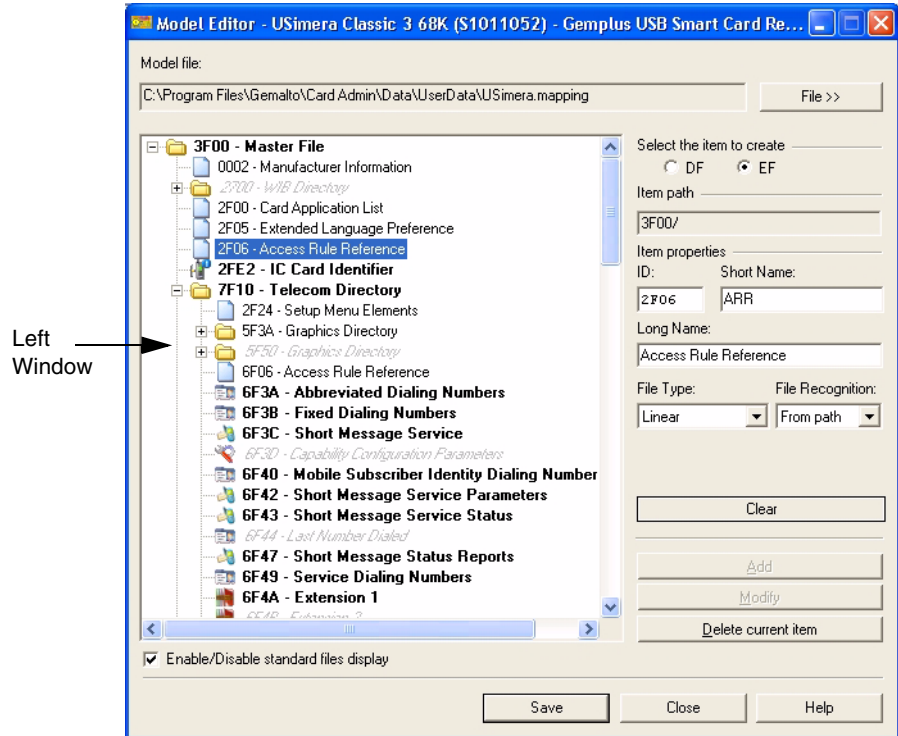 Model Editor - USimera Classic 3 68K (S1011052) - Gemplus USB Smart Card Re...
Model file:
C:\Program Files\Gemalto\Card Admin\Data\UserData\USimera.mapping
File >>
3F00 - Master File
0002 - Manufacturer Information
2700 - WIB Directory
2F00 - Card Application List
2F05 - Extended Language Preference
2F06 - Access Rule Reference
2FE2 - IC Card Identifier
7F10 - Telecom Directory
2F24 - Setup Menu Elements
5F3A - Graphics Directory
5F50 - Graphics Directory
6F06 - Access Rule Reference
6F3A - Abbreviated Dialing Numbers
6F3B - Fixed Dialing Numbers
6F3C - Short Message Service
6F3D - Capability Configuration Parameters
6F40 - Mobile Subscriber Identity Dialing Number
6F42 - Short Message Service Parameters
6F43 - Short Message Service Status
6F44 - Last Number Dialed
6F47 - Short Message Status Reports
6F49 - Service Dialing Numbers
6F4A - Extension 1
6F4B - Extension 2
Left
Window
Select the item to create
DF EF
Item path
3F00/
Item properties
ID: Short Name:
2F06 ARR
Long Name:
Access Rule Reference
File Type: File Recognition:
Linear From path
Clear
Add
Modify
Delete current item
Enable/Disable standard files display
Save Close Help